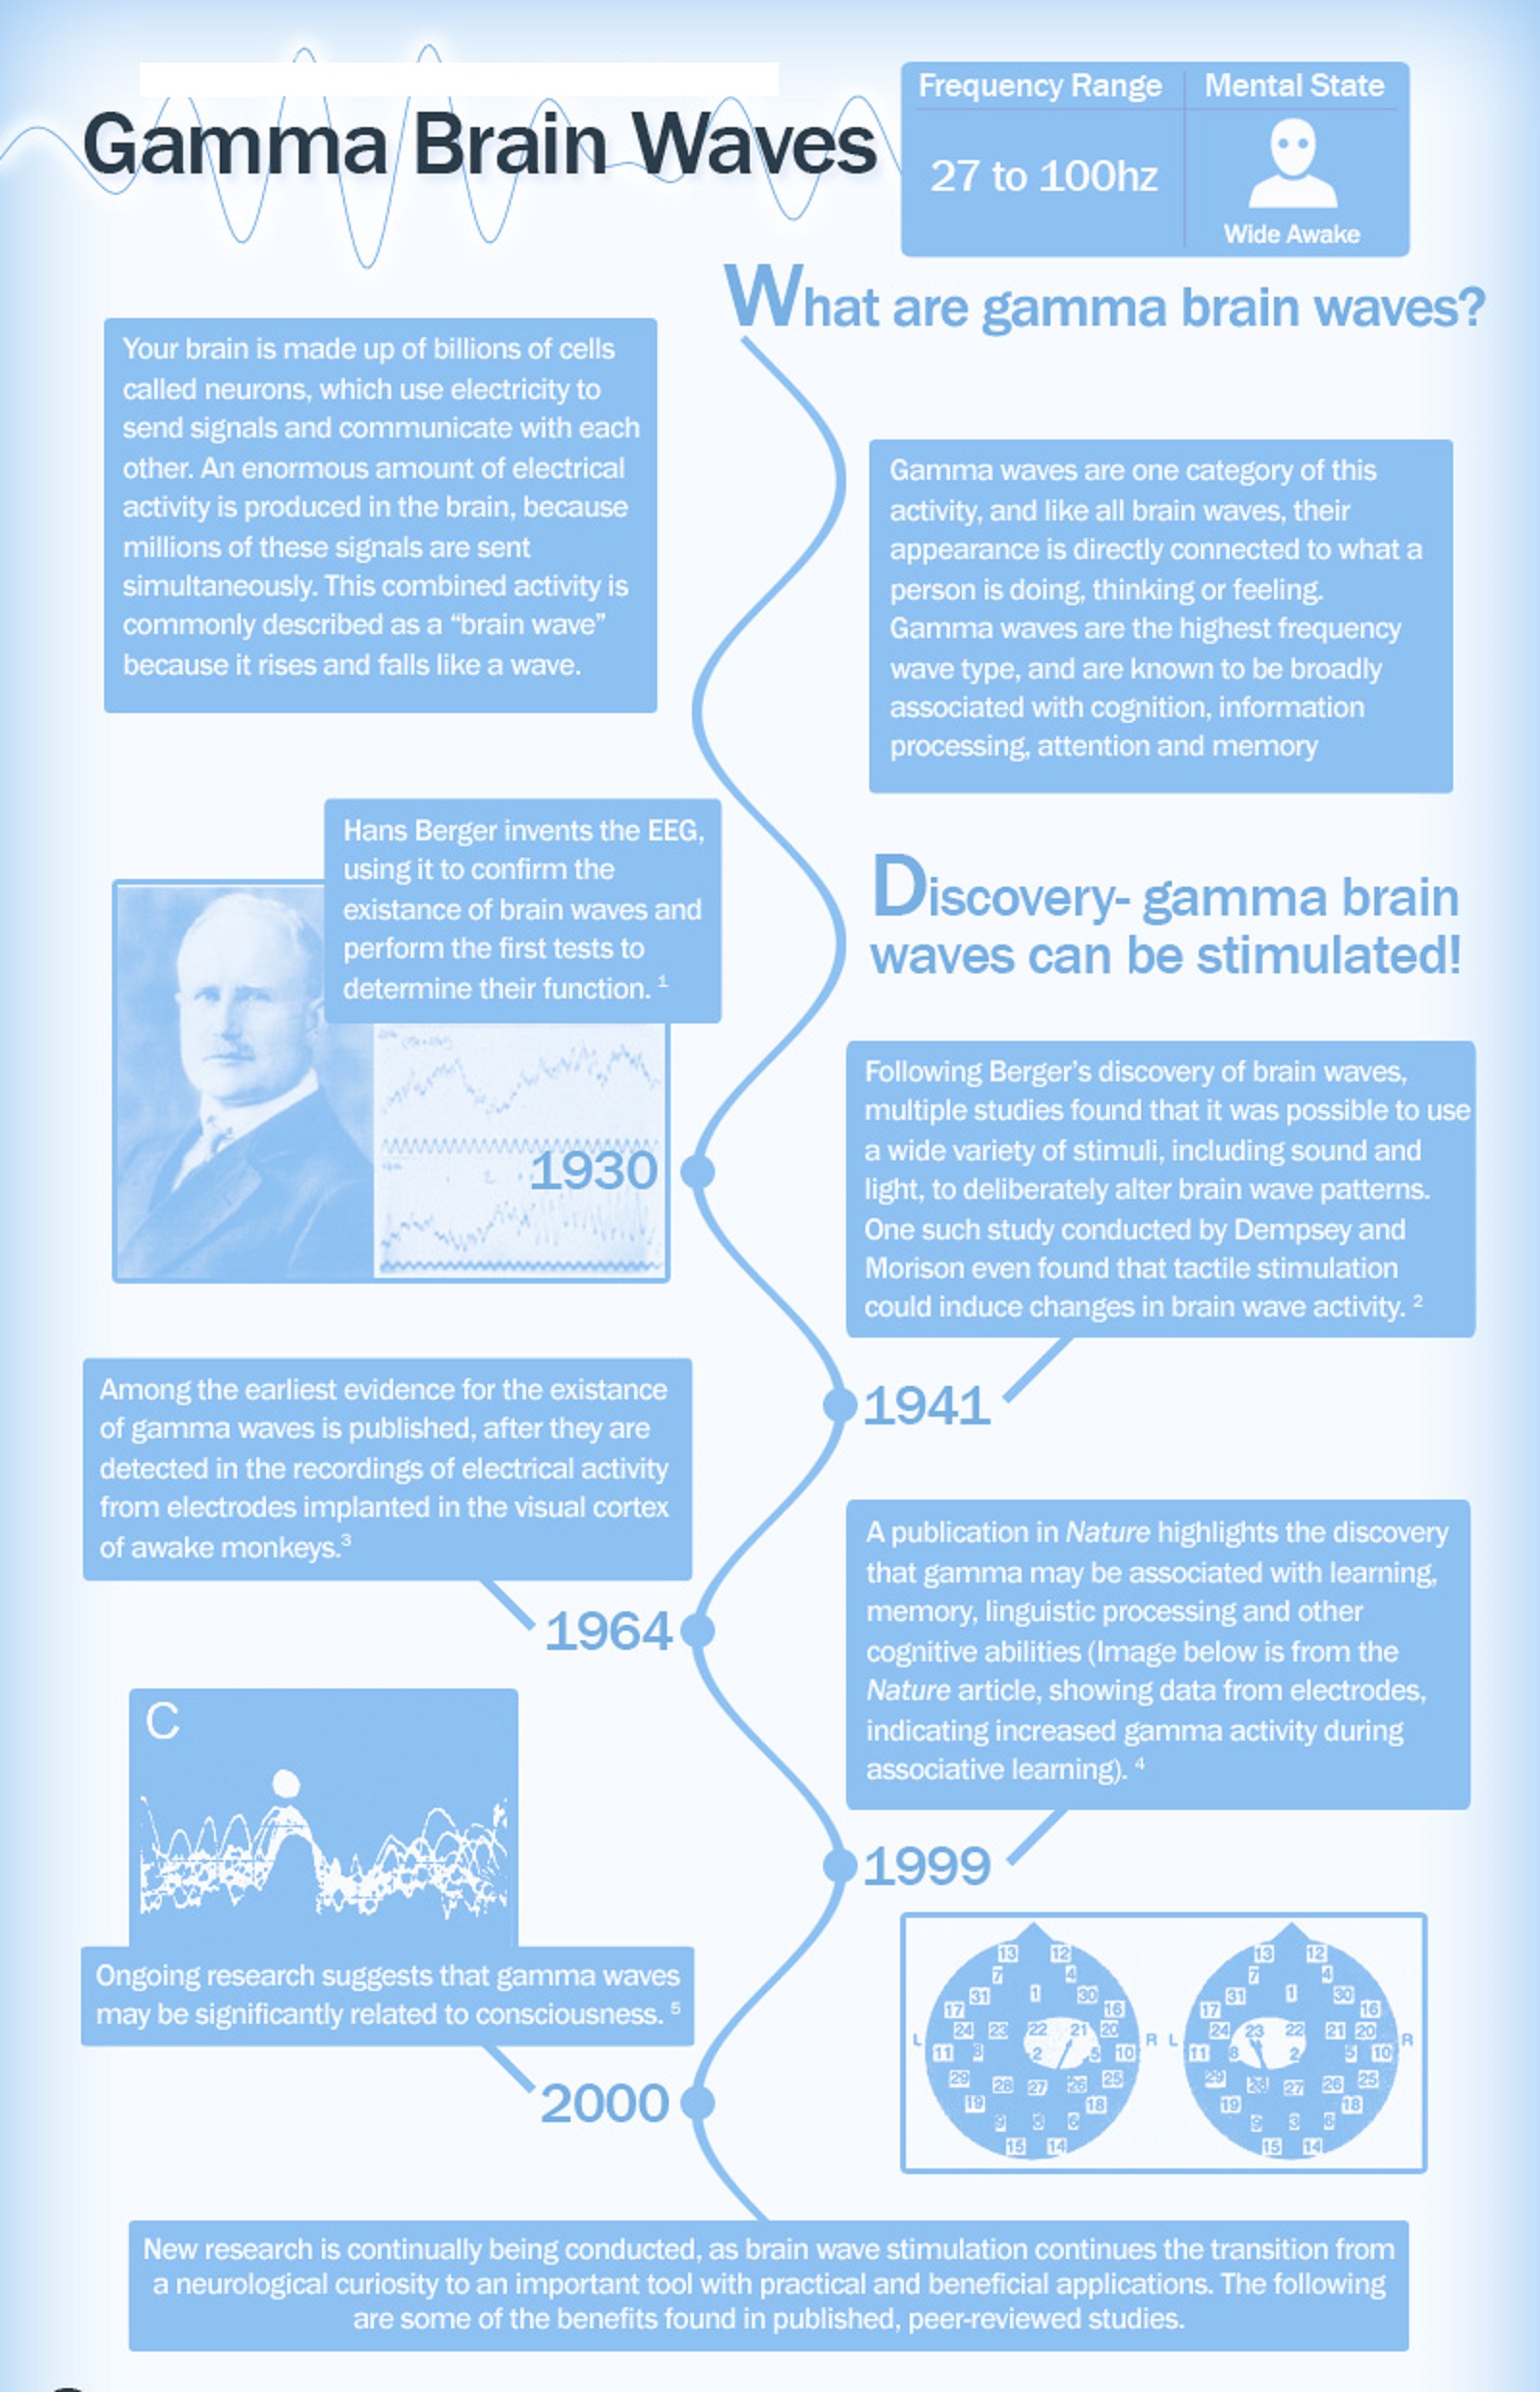 Gamma Brain Waves
Frequency Range
Mental State
27 to 100hz
Wide Awake
What are gamma brain waves?
Your brain is made up of billions of cells
called neurons, which use electricity to
send signals and communicate with each
other. An enormous amount of electrical
activity is produced in the brain, because
millions of these signals are sent
simultaneously. This combined activity is
commonly described as a “brain wave”
because it rises and falls like a wave.
Gamma waves are one category of this
activity, and like all brain waves, their
appearance is directly connected to what a
person is doing, thinking or feeling.
Gamma waves are the highest frequency
wave type, and are known to be broadly
associated with cognition, information
processing, attention and memory
Hans Berger invents the EEG,
using it to confirm the
existance of brain waves and
perform the first tests to
determine their function. 1
1930
Discovery- gamma brain
waves can be stimulated!
Following Berger's discovery of brain waves,
multiple studies found that it was possible to use
a wide variety of stimuli, including sound and
light, to deliberately alter brain wave patterns.
One such study conducted by Dempsey and
Morison even found that tactile stimulation
could induce changes in brain wave activity. 2
1941
Among the earliest evidence for the existance
of gamma waves is published, after they are
detected in the recordings of electrical activity
from electrodes implanted in the visual cortex
of awake monkeys.3
1964
A publication in Nature highlights the discovery
that gamma may be associated with learning,
memory, linguistic processing and other
cognitive abilities (Image below is from the
Nature article, showing data from electrodes,
indicating increased gamma activity during
associative learning). 4
1999
C
Ongoing research suggests that gamma waves
may be significantly related to consciousness. 5
2000
13 12 13 12
7 4 7 4
31 1 30 31 1 30
17 16 17 16
24 23 22 21 20 24 23 22 21 20
L R L R
11 8 2 5 10 11 8 2 5 10
29 28 27 26 25 29 28 27 26 25
19 18 19 18
9 6 9 3
15 14 15 14
New research is continually being conducted, as brain wave stimulation continues the transition from
a neurological curiosity to an important tool with practical and beneficial applications. The following
are some of the benefits found in published, peer-reviewed studies.